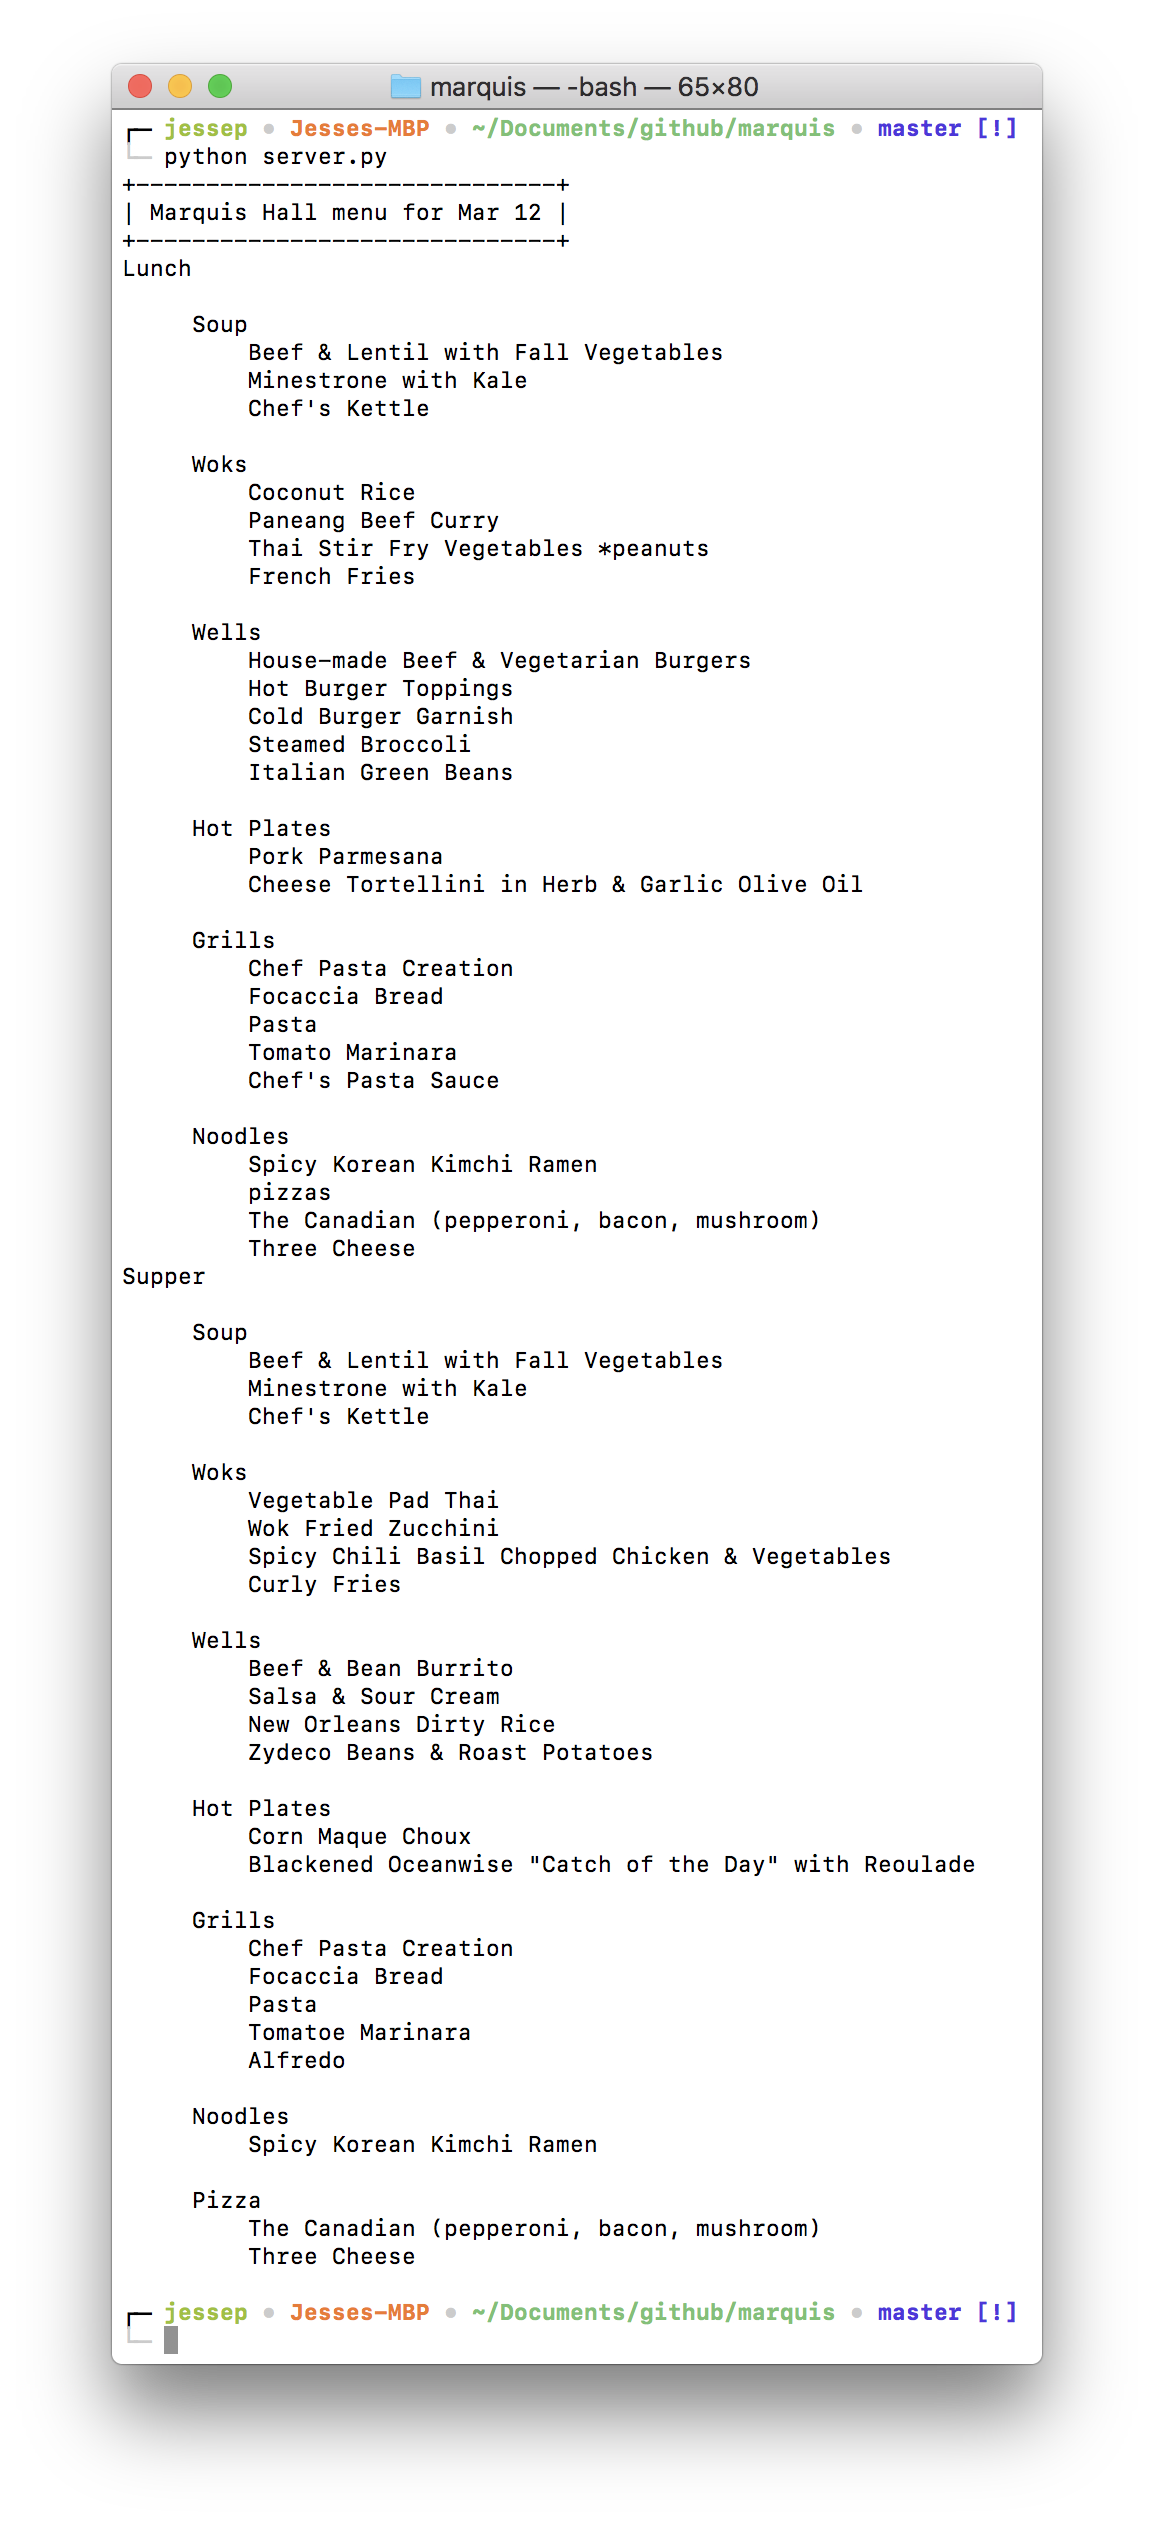 marquis — -bash — 65×80
jessep • Jesses-MBP • ~/Documents/github/marquis • master [!]
python server.py
+------------------------------+
| Marquis Hall menu for Mar 12 |
+------------------------------+
Lunch
Soup
Beef & Lentil with Fall Vegetables
Minestrone with Kale
Chef's Kettle
Woks
Coconut Rice
Paneang Beef Curry
Thai Stir Fry Vegetables *peanuts
French Fries
Wells
House-made Beef & Vegetarian Burgers
Hot Burger Toppings
Cold Burger Garnish
Steamed Broccoli
Italian Green Beans
Hot Plates
Pork Parmesana
Cheese Tortellini in Herb & Garlic Olive Oil
Grills
Chef Pasta Creation
Focaccia Bread
Pasta
Tomato Marinara
Chef's Pasta Sauce
Noodles
Spicy Korean Kimchi Ramen
pizzas
The Canadian (pepperoni, bacon, mushroom)
Three Cheese
Supper
Soup
Beef & Lentil with Fall Vegetables
Minestrone with Kale
Chef's Kettle
Woks
Vegetable Pad Thai
Wok Fried Zucchini
Spicy Chili Basil Chopped Chicken & Vegetables
Curly Fries
Wells
Beef & Bean Burrito
Salsa & Sour Cream
New Orleans Dirty Rice
Zydeco Beans & Roast Potatoes
Hot Plates
Corn Maque Choux
Blackened Oceanwise "Catch of the Day" with Reoulade
Grills
Chef Pasta Creation
Focaccia Bread
Pasta
Tomatoe Marinara
Alfredo
Noodles
Spicy Korean Kimchi Ramen
Pizza
The Canadian (pepperoni, bacon, mushroom)
Three Cheese
jessep • Jesses-MBP • ~/Documents/github/marquis • master [!]